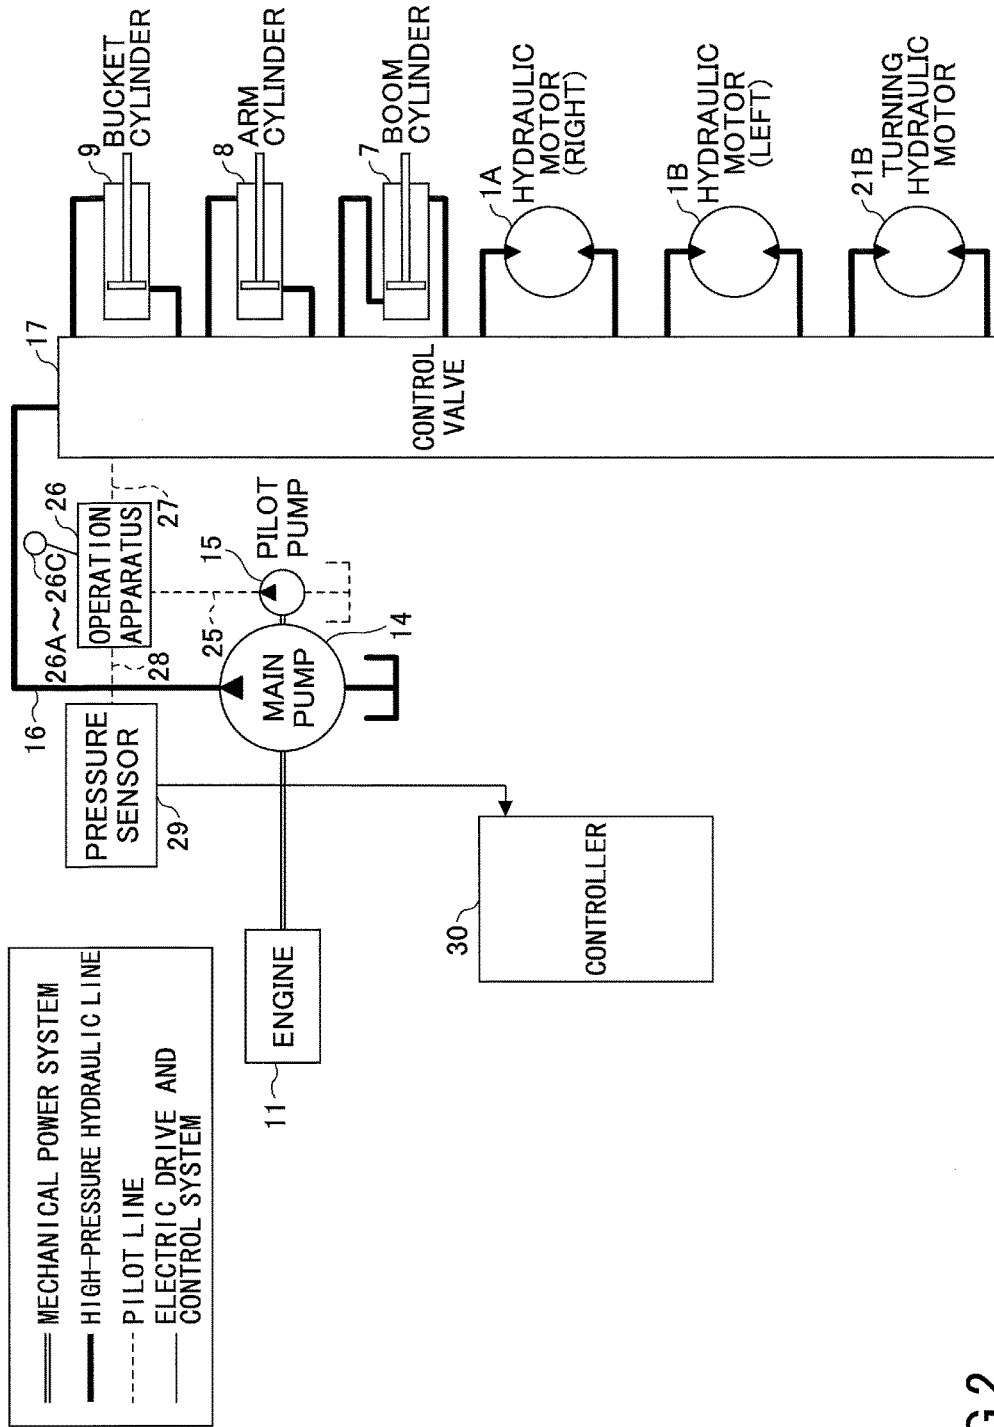 MECHANICAL POWER SYSTEM
HIGH-PRESSURE HYDRAULIC LINE
PILOT LINE
ELECTRIC DRIVE AND
CONTROL SYSTEM
16
26A～26C
26
17
9
BUCKET
CYLINDER
PRESSURE
SENSOR
29
28
OPERATION
APPARATUS
27
8
ARM
CYLINDER
25
15
PILOT
PUMP
7
BOOM
CYLINDER
11
ENGINE
MAIN
PUMP
14
CONTROL
VALVE
1A
HYDRAULIC
MOTOR
(RIGHT)
30
CONTROLLER
1B
HYDRAULIC
MOTOR
(LEFT)
21B
TURNING
HYDRAULIC
MOTOR
G.2